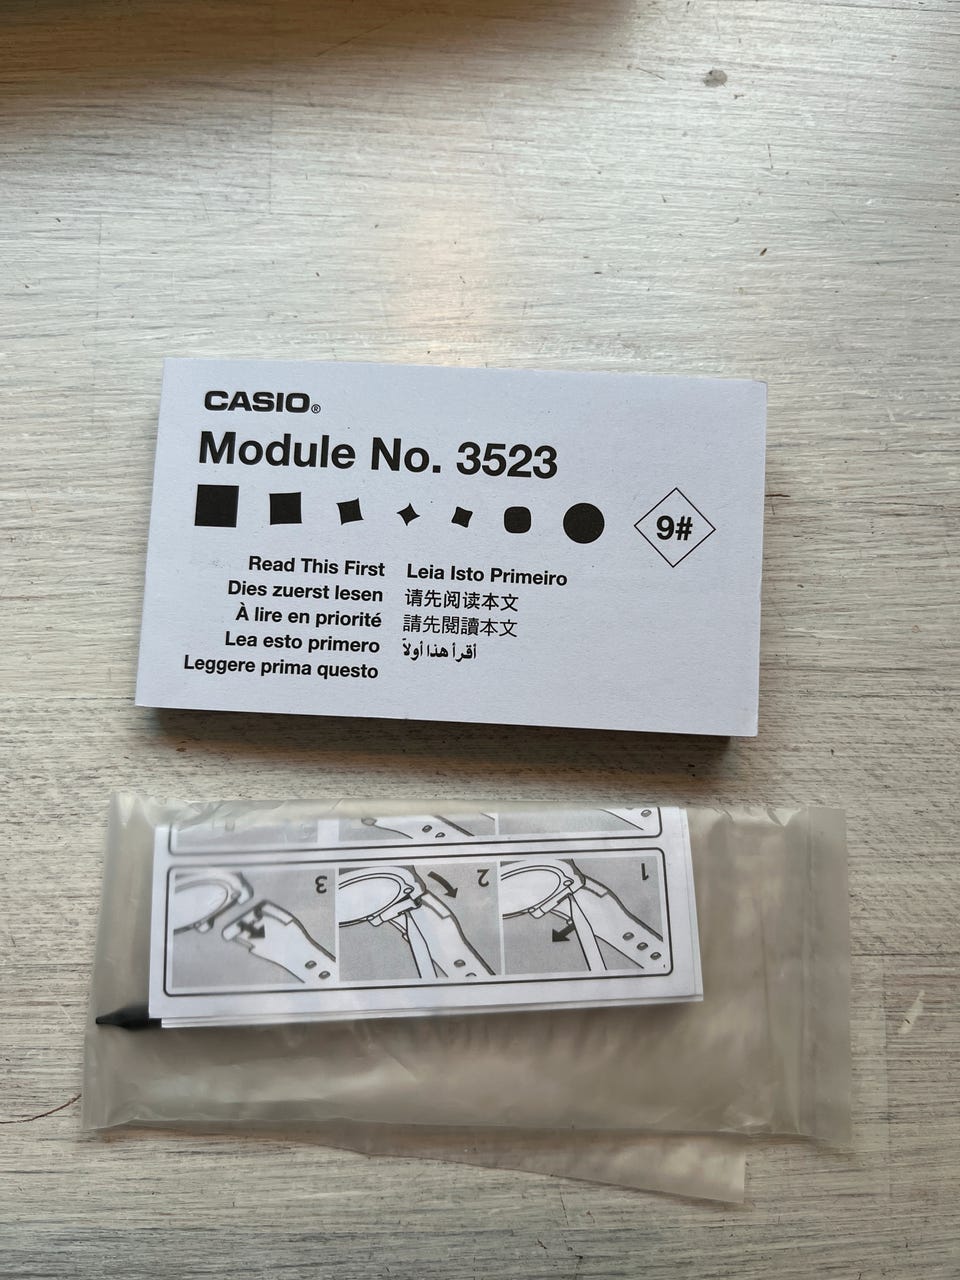 CASIO®
Module No. 3523
9#
Read This First
Dies zuerst lesen
À lire en priorité
Lea esto primero
Leggere prima questo
Leia Isto Primeiro
请先阅读本文
請先閱讀本文
أقرأ هذا أولاً
3
2
1